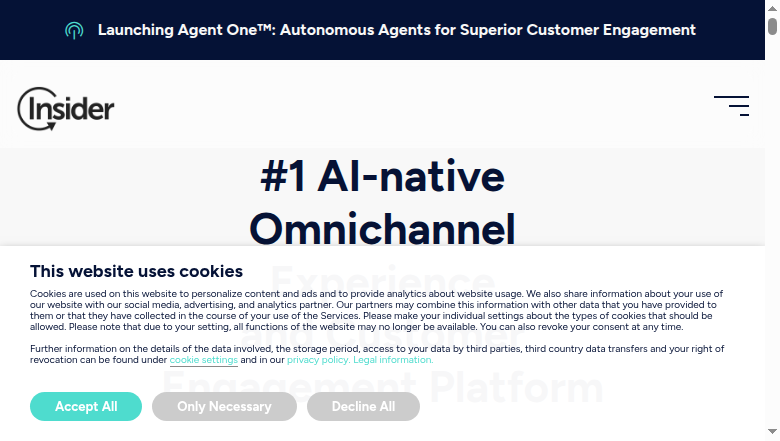 Launching Agent One™: Autonomous Agents for Superior Customer Engagement
Insider
#1 AI-native
Omnichannel
Experience
and Customer
Engagement Platform
This website uses cookies
Cookies are used on this website to personalize content and ads and to provide analytics about website usage. We also share information about your use of
our website with our social media, advertising, and analytics partner. Our partners may combine this information with other data that you have provided to
them or that they have collected in the course of your use of the Services. Please make your individual settings about the types of cookies that should be
allowed. Please note that due to your setting, all functions of the website may no longer be available. You can also revoke your consent at any time.
Further information on the details of the data involved, the storage period, access to your data by third parties, third country data transfers and your right of
revocation can be found under cookie settings and in our privacy policy. Legal information.
Accept All
Only Necessary
Decline All